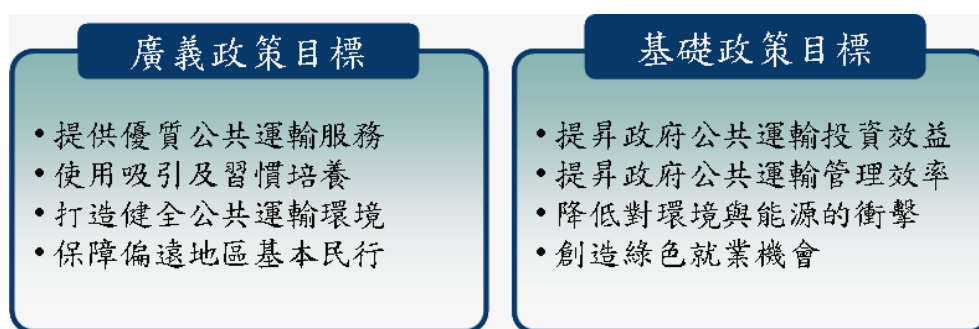 廣義政策目標
• 提供優質公共運輸服務
• 使用吸引及習慣培養
• 打造健全公共運輸環境
• 保障偏遠地區基本民行
基礎政策目標
• 提昇政府公共運輸投資效益
• 提昇政府公共運輸管理效率
• 降低對環境與能源的衝擊
• 創造綠色就業機會